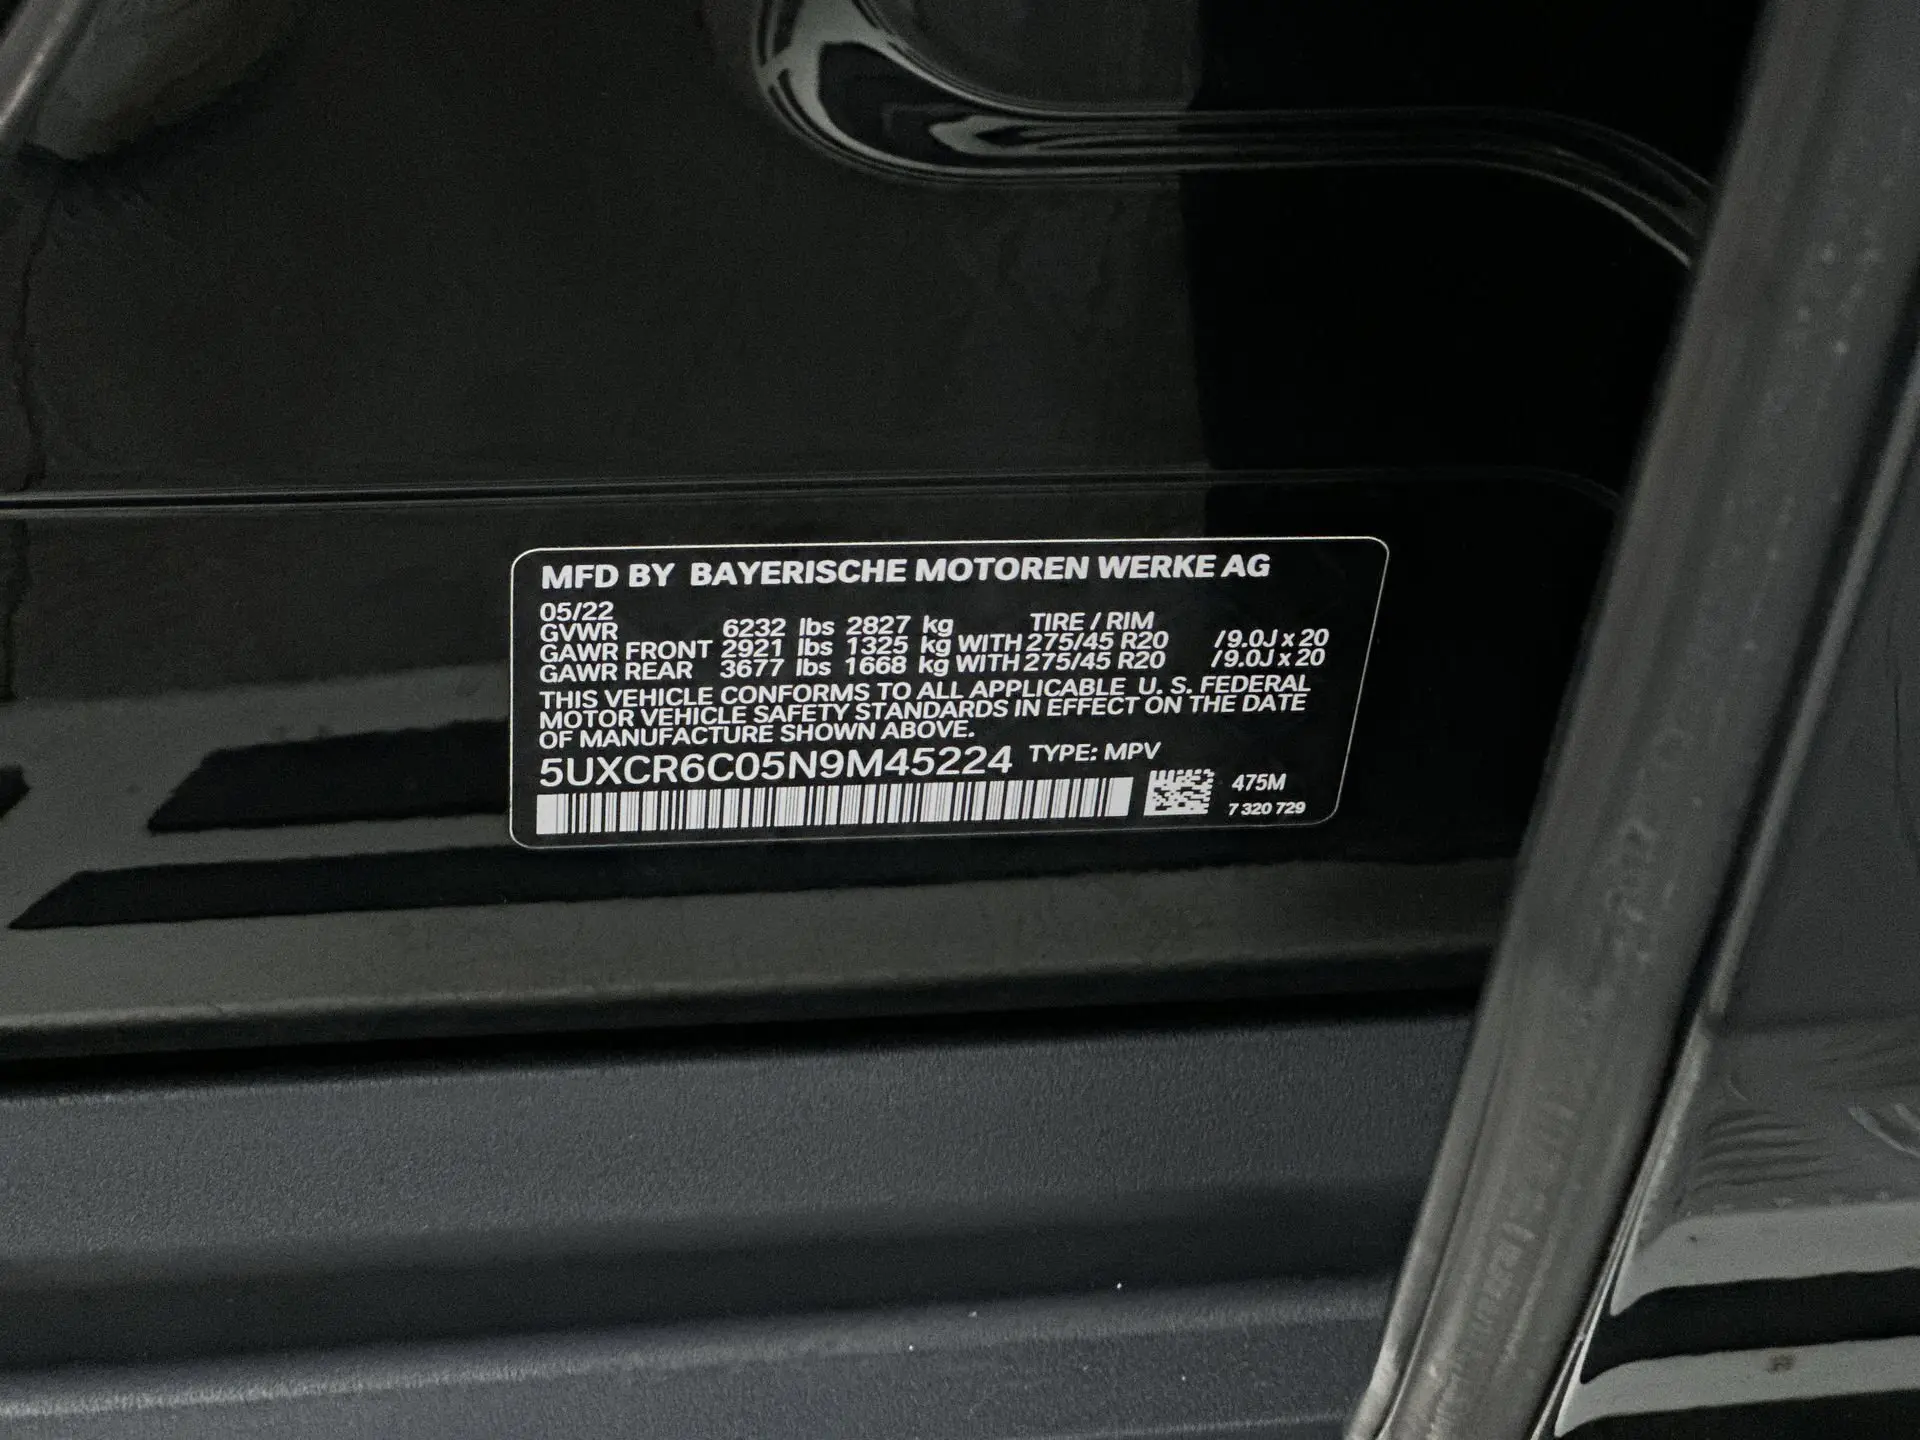 MFD BY BAYERISCHE MOTOREN WERKE AG
05/22
GVWR 6232 lbs 2827 kg TIRE / RIM
GAWR FRONT 2921 lbs 1325 kg WITH 275/45 R20 /9.0J x 20
GAWR REAR 3677 lbs 1668 kg WITH 275/45 R20 /9.0J x 20
THIS VEHICLE CONFORMS TO ALL APPLICABLE U. S. FEDERAL
MOTOR VEHICLE SAFETY STANDARDS IN EFFECT ON THE DATE
OF MANUFACTURE SHOWN ABOVE.
5UXCR6C05N9M45224 TYPE: MPV
475M
7 320 729